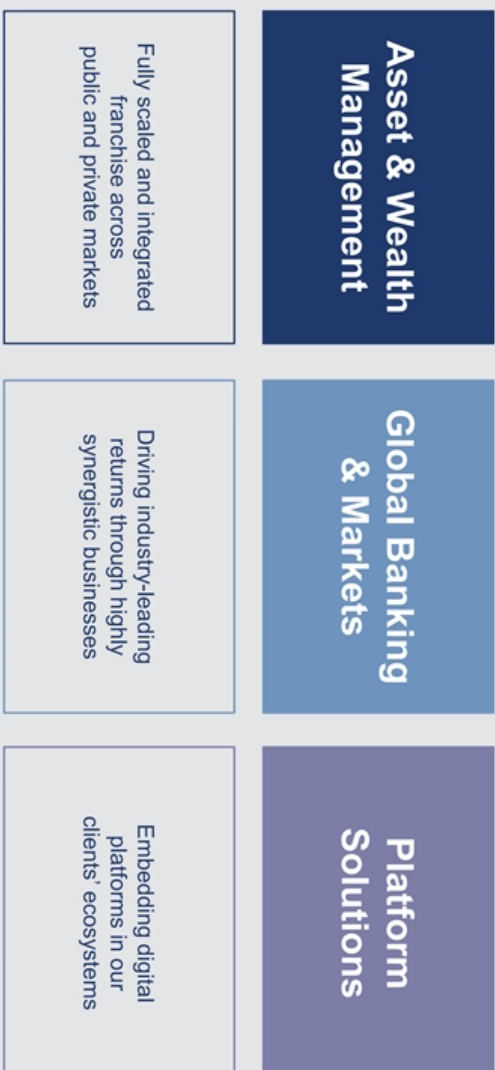 Asset & Wealth
Management
Global Banking
& Markets
Platform
Solutions
Fully scaled and integrated
franchise across
public and private markets
Driving industry-leading
returns through highly
synergistic businesses
Embedding digital
platforms in our
clients' ecosystems